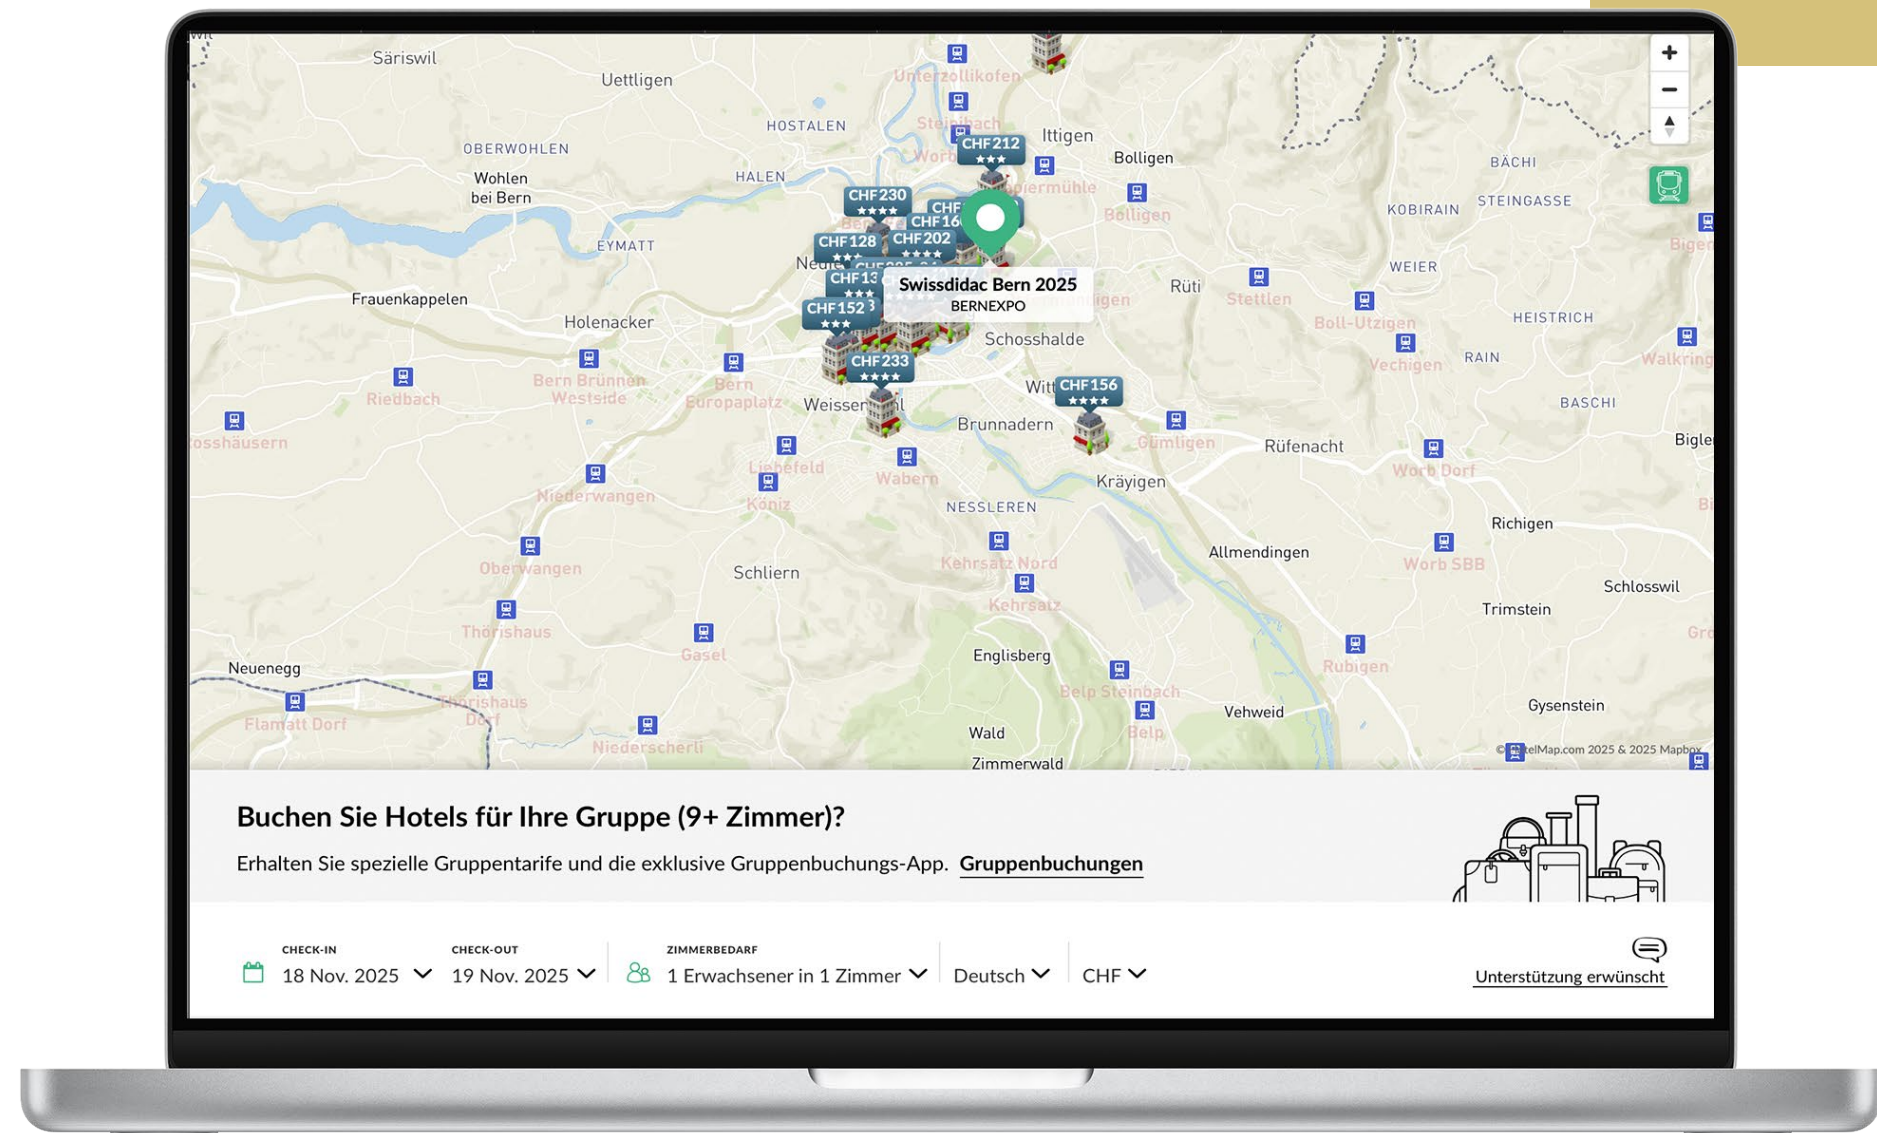 Säriswil
Uettligen
Unterzollikofen
HOSTALEN
Ittigen
CHF212
OBERWOHLEN
Bolligen
BÄCHI
HALEN
Wohlen
bei Bern
STEINGASSE
CHF230
KOBIRAIN
Bolligen
CHF202
CHF128
EYMATT
WEIER
Swissdidac Bern 2025
BERNEXPO
Rüti
Stettlen
Frauenkappelen
CHF152
HEISTRICH
Holenacker
Boll-Utzigen
Schosshalde
RAIN
Vechigen
CHF233
Bern Brünnen
Westside
Bern
Europaplatz
CHF156
Riedbach
BASCHI
Brunnadern
Gümligen
Rüfenacht
Liebefeld
Wabern
Worb Dorf
Kräyigen
Niederwangen
Köniz
NESSLEREN
Richigen
Allmendingen
Kehrsatz Nord
Worb SBB
Oberwangen
Schliern
Schlosswil
Kehrsatz
Trimstein
Thörishaus
Gasel
Englisberg
Neuenegg
Rubigen
Belp Steinbach
Thörishaus
Dorf
Gysenstein
Vehweid
Flamatt Dorf
Wald
Belp
Niederscherli
2025 & 2025 Mapbox
Zimmerwald
Buchen Sie Hotels für Ihre Gruppe (9+ Zimmer)?
Erhalten Sie spezielle Gruppentarife und die exklusive Gruppenbuchungs-App. Gruppenbuchungen
CHECK-IN
18 Nov. 2025
CHECK-OUT
19 Nov. 2025
ZIMMERBEDARF
1 Erwachsener in 1 Zimmer
Deutsch
CHF
Unterstützung erwünscht